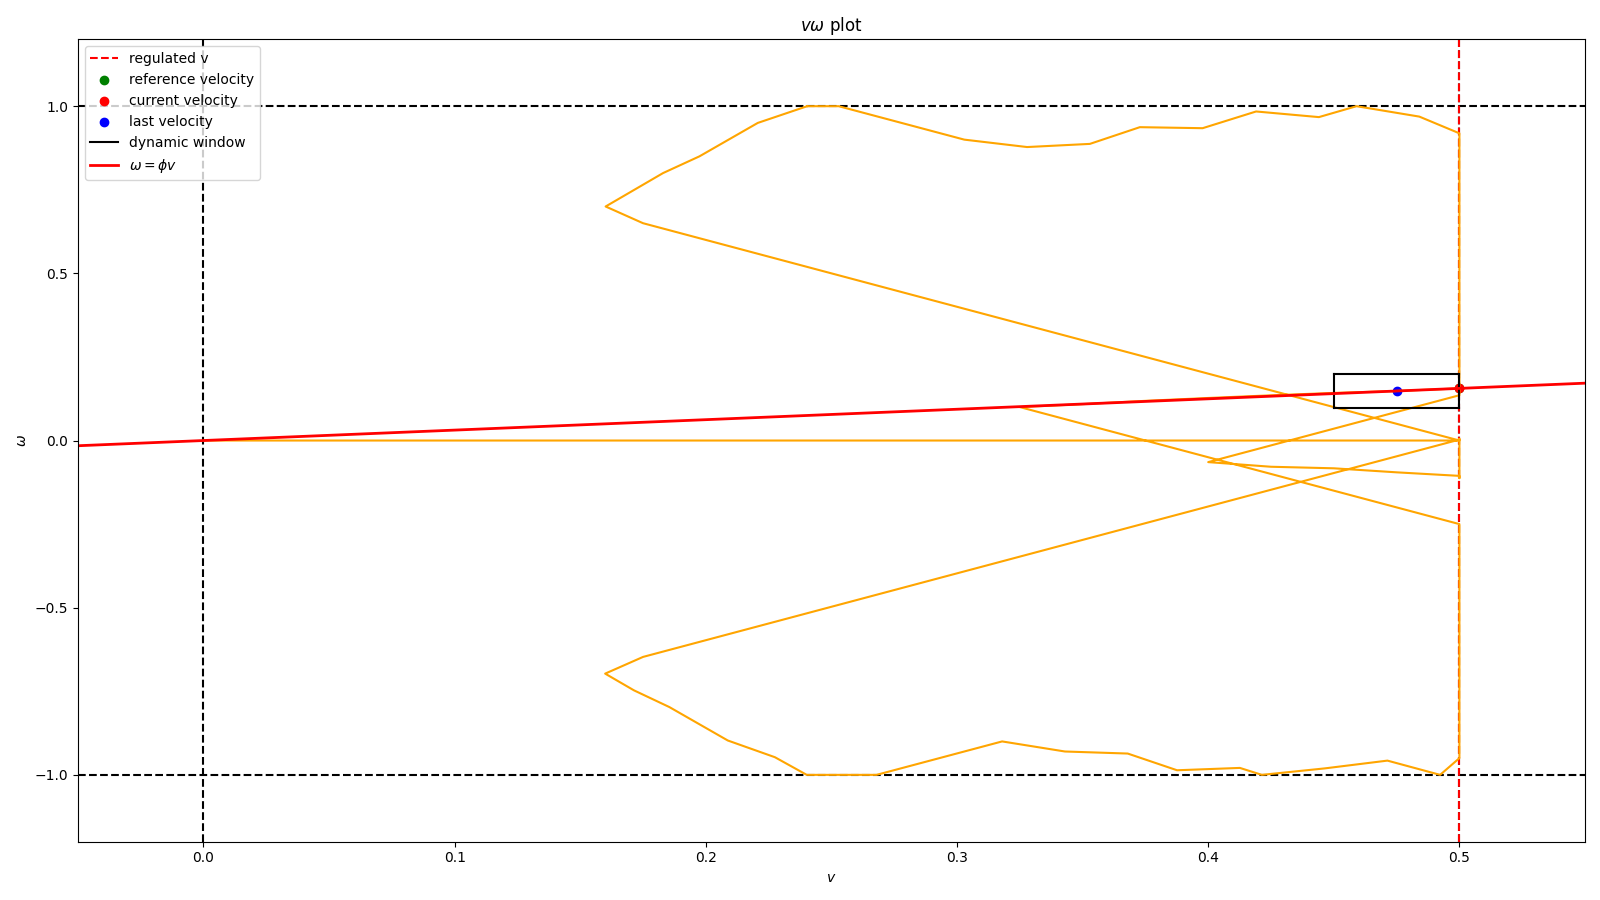 vω plot
regulated v
reference velocity
current velocity
last velocity
dynamic window
ω = ϕv
1.0
0.5
0.0
−0.5
−1.0
ω
0.0 0.1 0.2 0.3 0.4 0.5
v